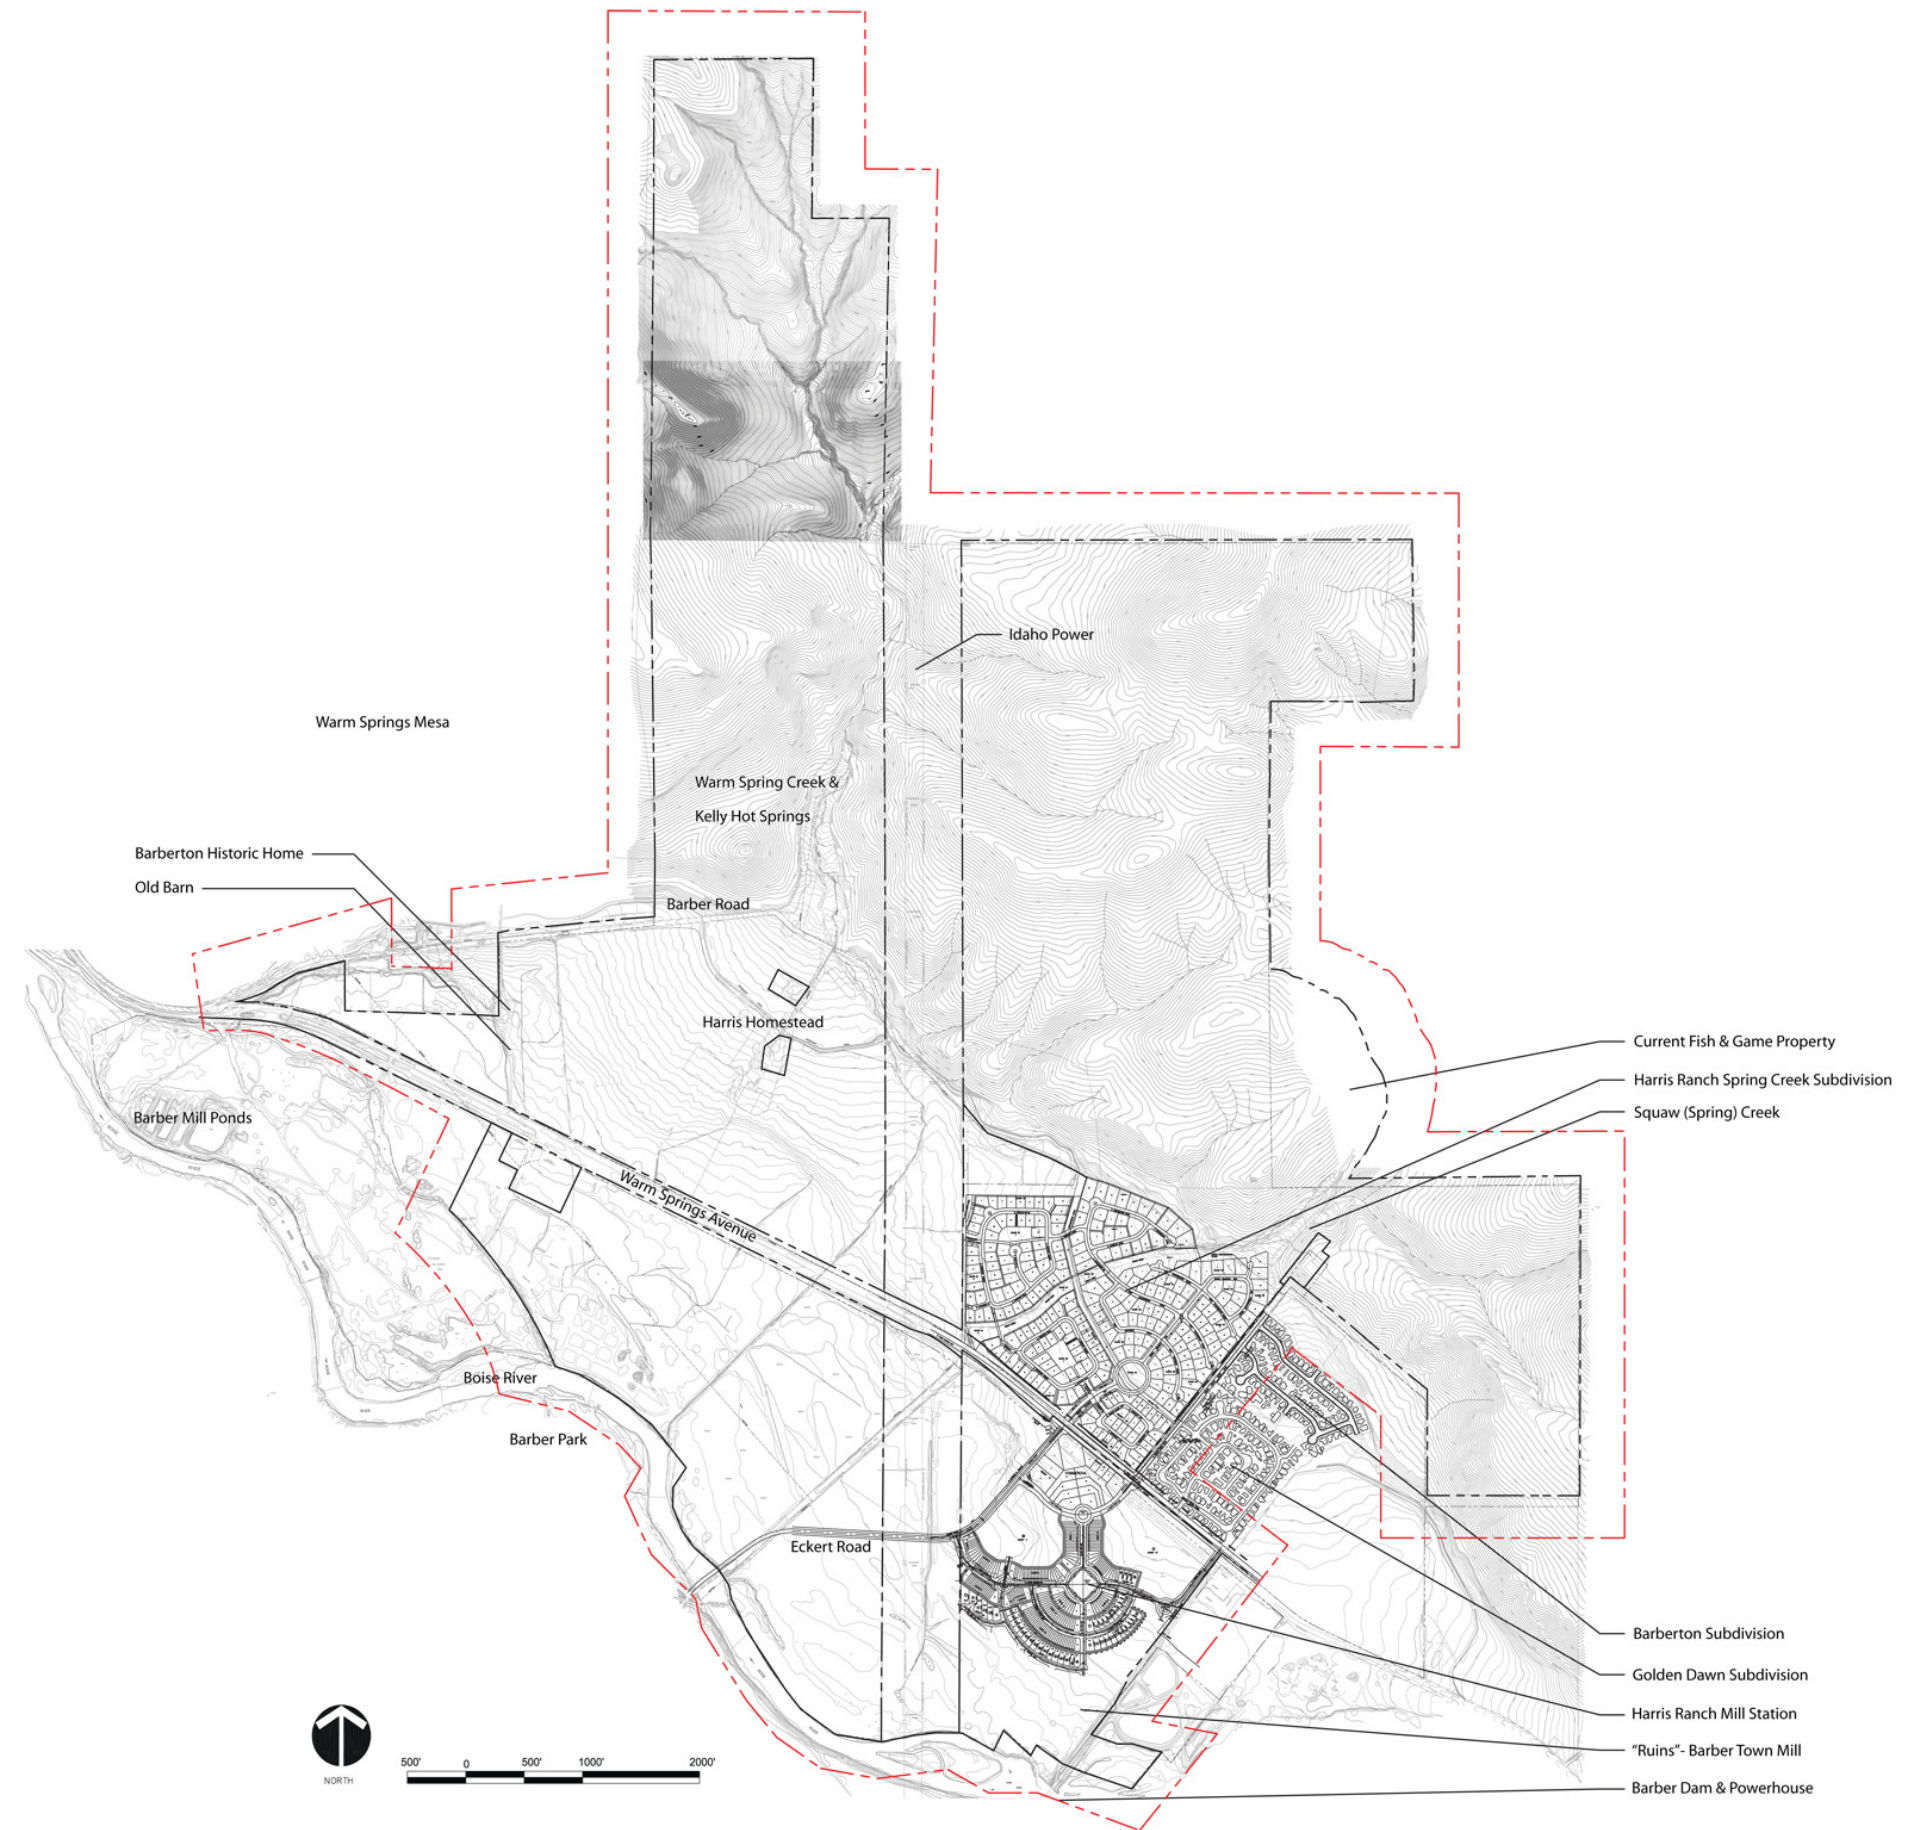 Idaho Power
Warm Springs Mesa
Warm Spring Creek &
Kelly Hot Springs
Barberton Historic Home
Old Barn
Barber Road
Harris Homestead
Current Fish & Game Property
Harris Ranch Spring Creek Subdivision
Squaw (Spring) Creek
Barber Mill Ponds
Warm Springs Avenue
Boise River
Barber Park
Eckert Road
Barberton Subdivision
Golden Dawn Subdivision
Harris Ranch Mill Station
“Ruins”- Barber Town Mill
Barber Dam & Powerhouse
NORTH
500' 0 500' 1000' 2000'